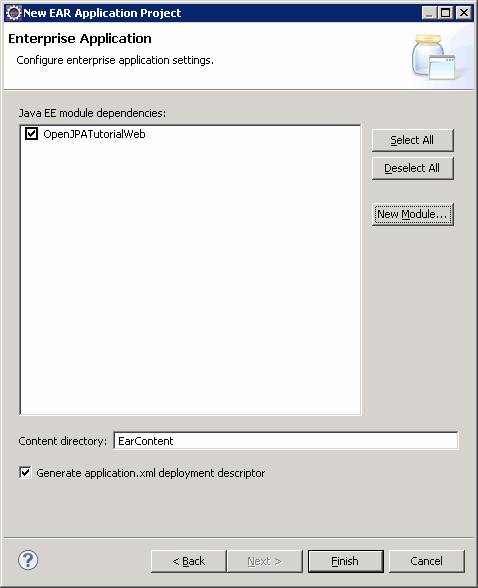 New EAR Application Project
Enterprise Application
Configure enterprise application settings.
Java EE module dependencies:
OpenJPATutorialWeb
Select All
Deselect All
New Module...
Content directory: EarContent
Generate application.xml deployment descriptor
? < Back Next > Finish Cancel